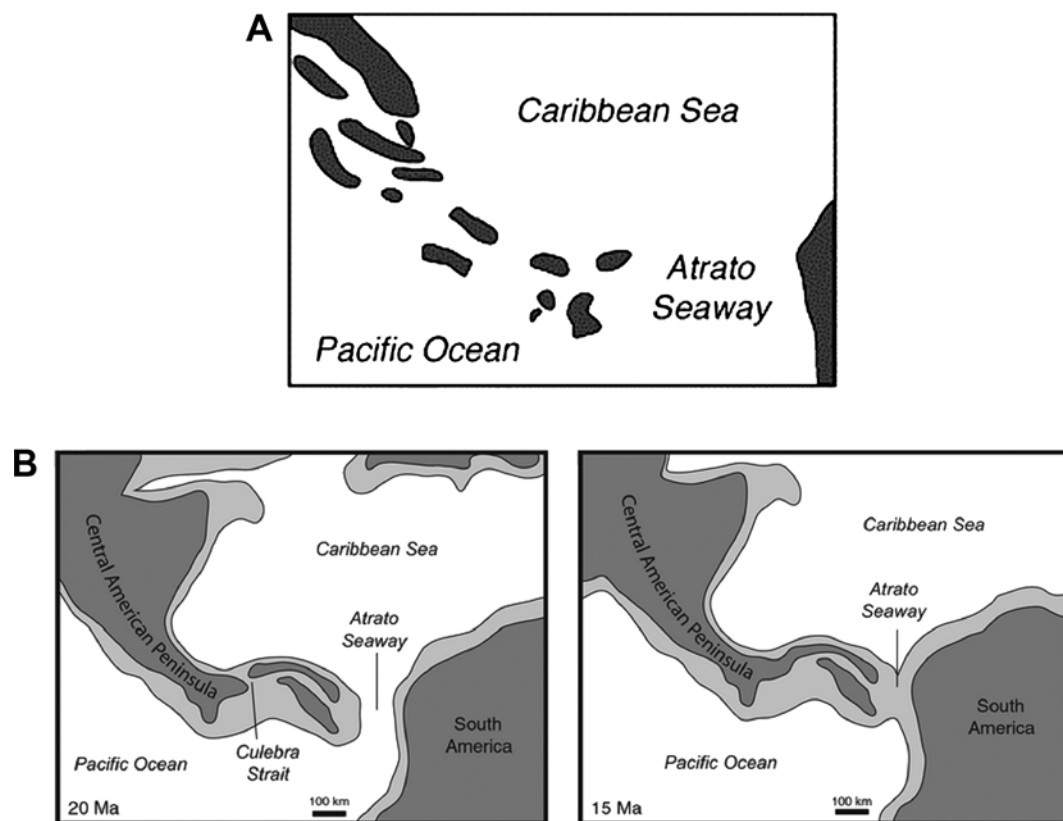 A
Caribbean Sea
Atrato
Seaway
Pacific Ocean
B
Central American Peninsula
Caribbean Sea
Atrato
Seaway
South
America
Culebra
Strait
Pacific Ocean
20 Ma
100 km
Central American Peninsula
Caribbean Sea
Atrato
Seaway
South
America
Pacific Ocean
15 Ma
100 km